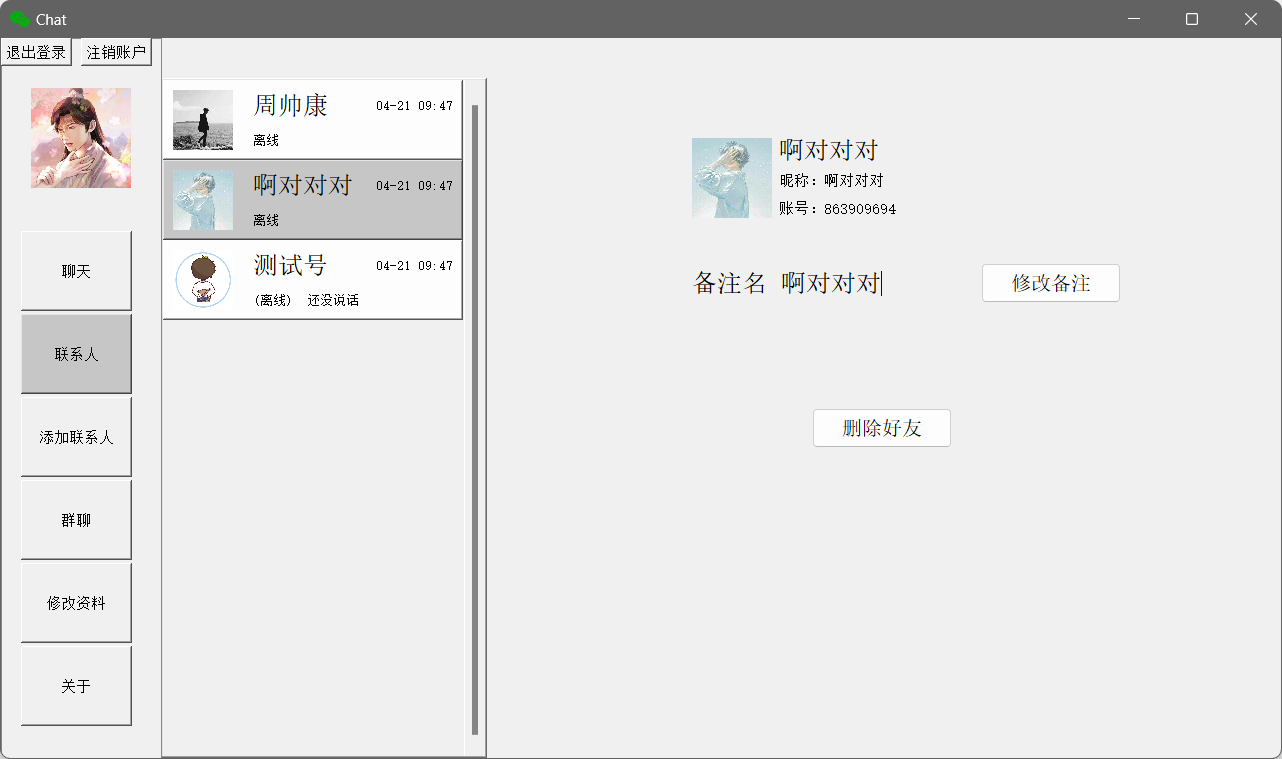 Chat
退出登录 注销账户
周帅康 04-21 09:47
离线
啊对对对 04-21 09:47
离线
测试号 04-21 09:47
(离线) 还没说话
聊天
联系人
添加联系人
群聊
修改资料
关于
啊对对对
昵称：啊对对对
账号：863909694
备注名 啊对对对 修改备注
删除好友